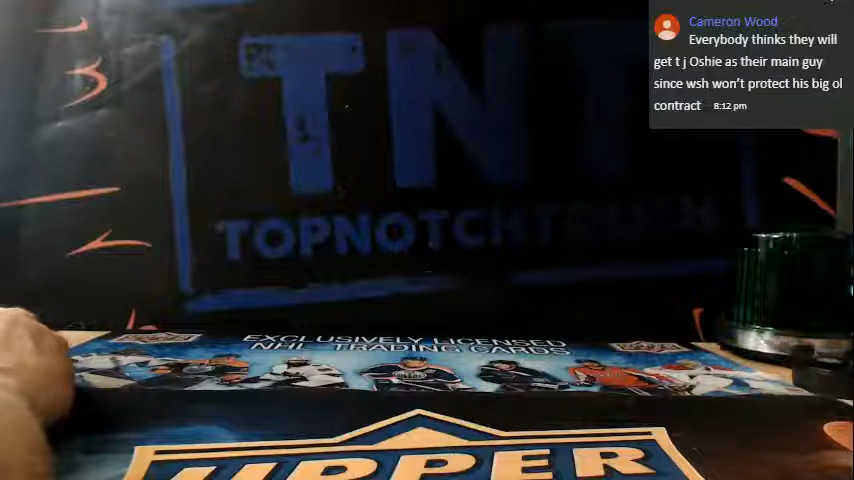 Cameron Wood
Everybody thinks they will
get t j Oshie as their main guy
since wsh won't protect his big ol
contract 8:12 pm
TNT
TOPNOTCHTOUCH
EXCLUSIVELY LICENSED
NHL TRADING CARDS
UPPER